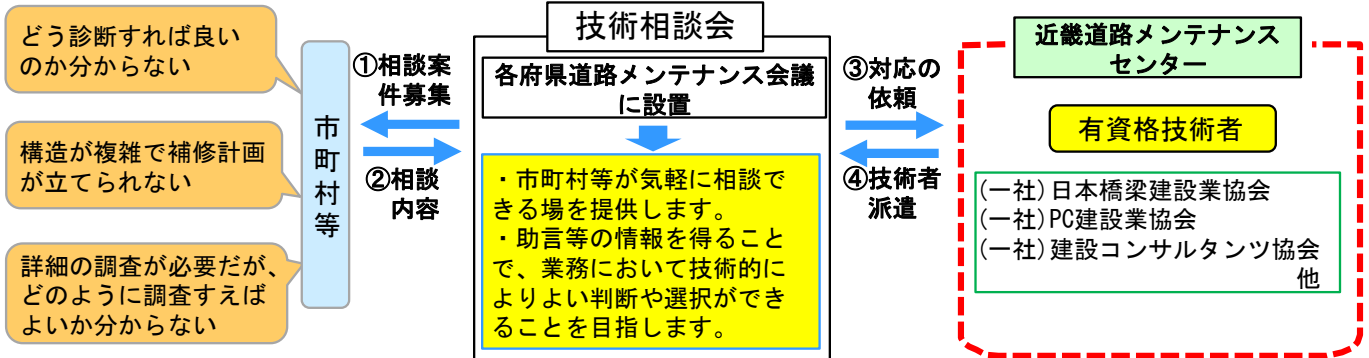 どう診断すれば良い
のか分からない
構造が複雑で補修計画
が立てられない
詳細の調査が必要だが、
どのように調査すえば
よいか分からない
市町村等
①相談案
件募集
②相談
内容
技術相談会
各府県道路メンテナンス会議
に設置
・市町村等が気軽に相談で
きる場を提供します。
・助言等の情報を得ること
で、業務において技術的に
よりよい判断や選択ができ
ることを目指します。
③対応の
依頼
④技術者
派遣
近畿道路メンテナンス
センター
有資格技術者
(一社)日本橋梁建設業協会
(一社)PC建設業協会
(一社)建設コンサルタンツ協会
他